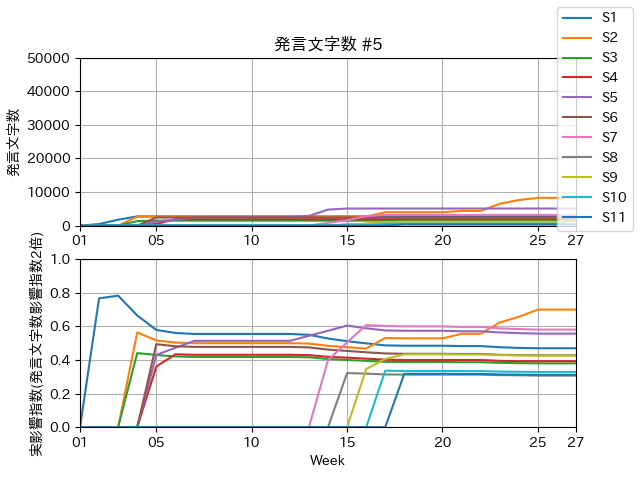 発言文字数 #5
発言文字数
50000
40000
30000
20000
10000
0
01 05 10 15 20 25 27
S1
S2
S3
S4
S5
S6
S7
S8
S9
S10
S11
実影響指数(発言文字数影響指数2倍)
1.0
0.8
0.6
0.4
0.2
0.0
01 05 10 15 20 25 27
Week